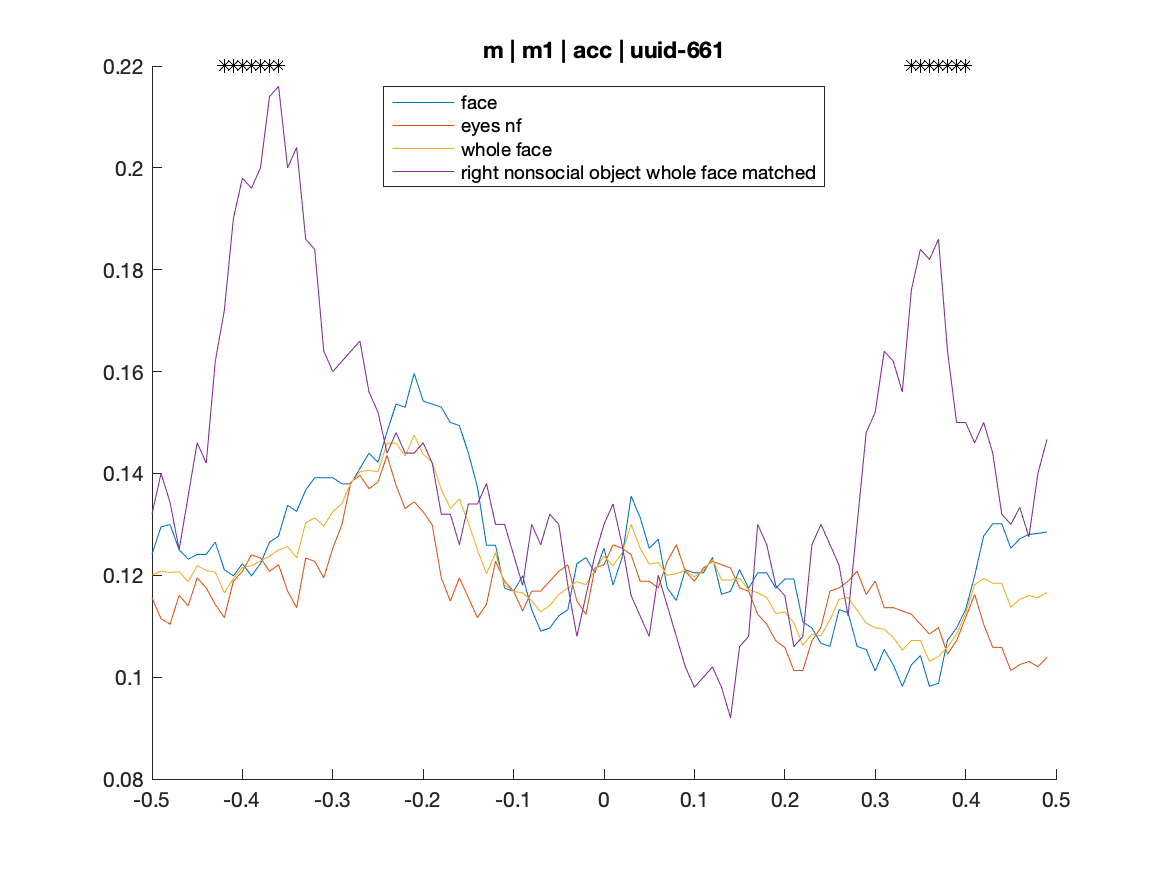 m | m1 | acc | uuid-661
0.22
*******
*******
face
eyes nf
whole face
right nonsocial object whole face matched
0.2
0.18
0.16
0.14
0.12
0.1
0.08
-0.5 -0.4 -0.3 -0.2 -0.1 0 0.1 0.2 0.3 0.4 0.5